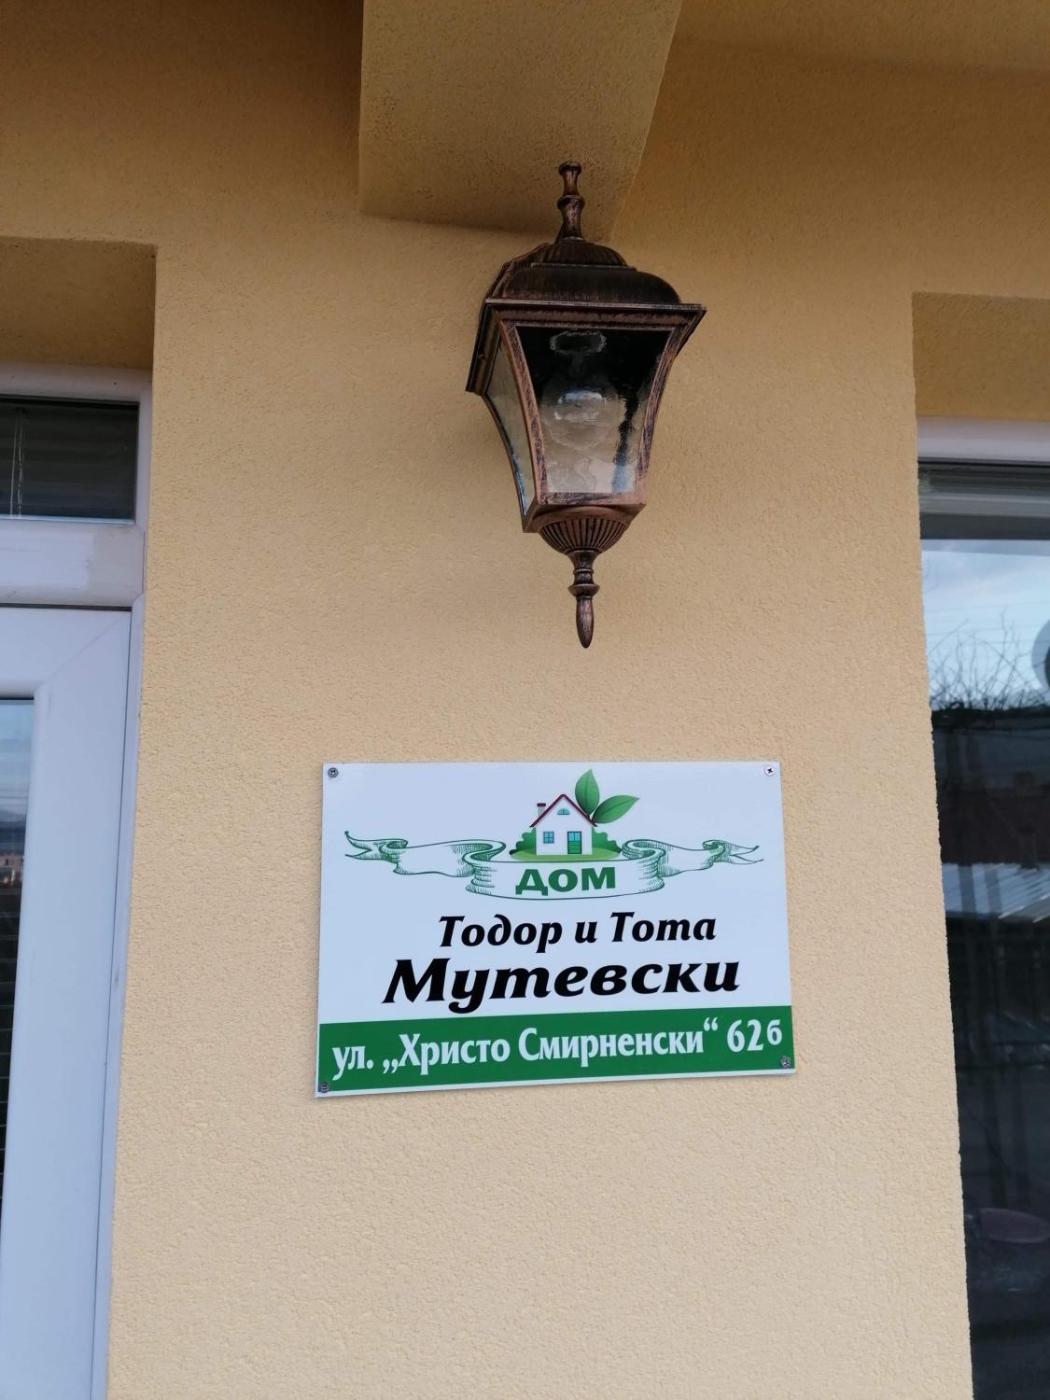 ДОМ
Тодор и Тота
Мутевски
ул. „Христо Смирненски“ 62б